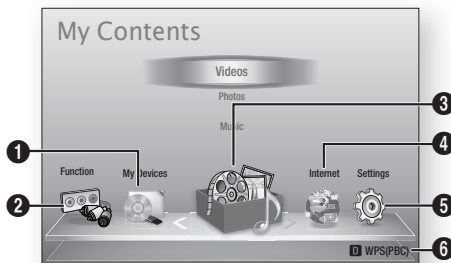 My Contents
Videos
Photos
Music
Function
My Devices
Internet
Settings
D WPS(PBC)
1
2
3
4
5
6